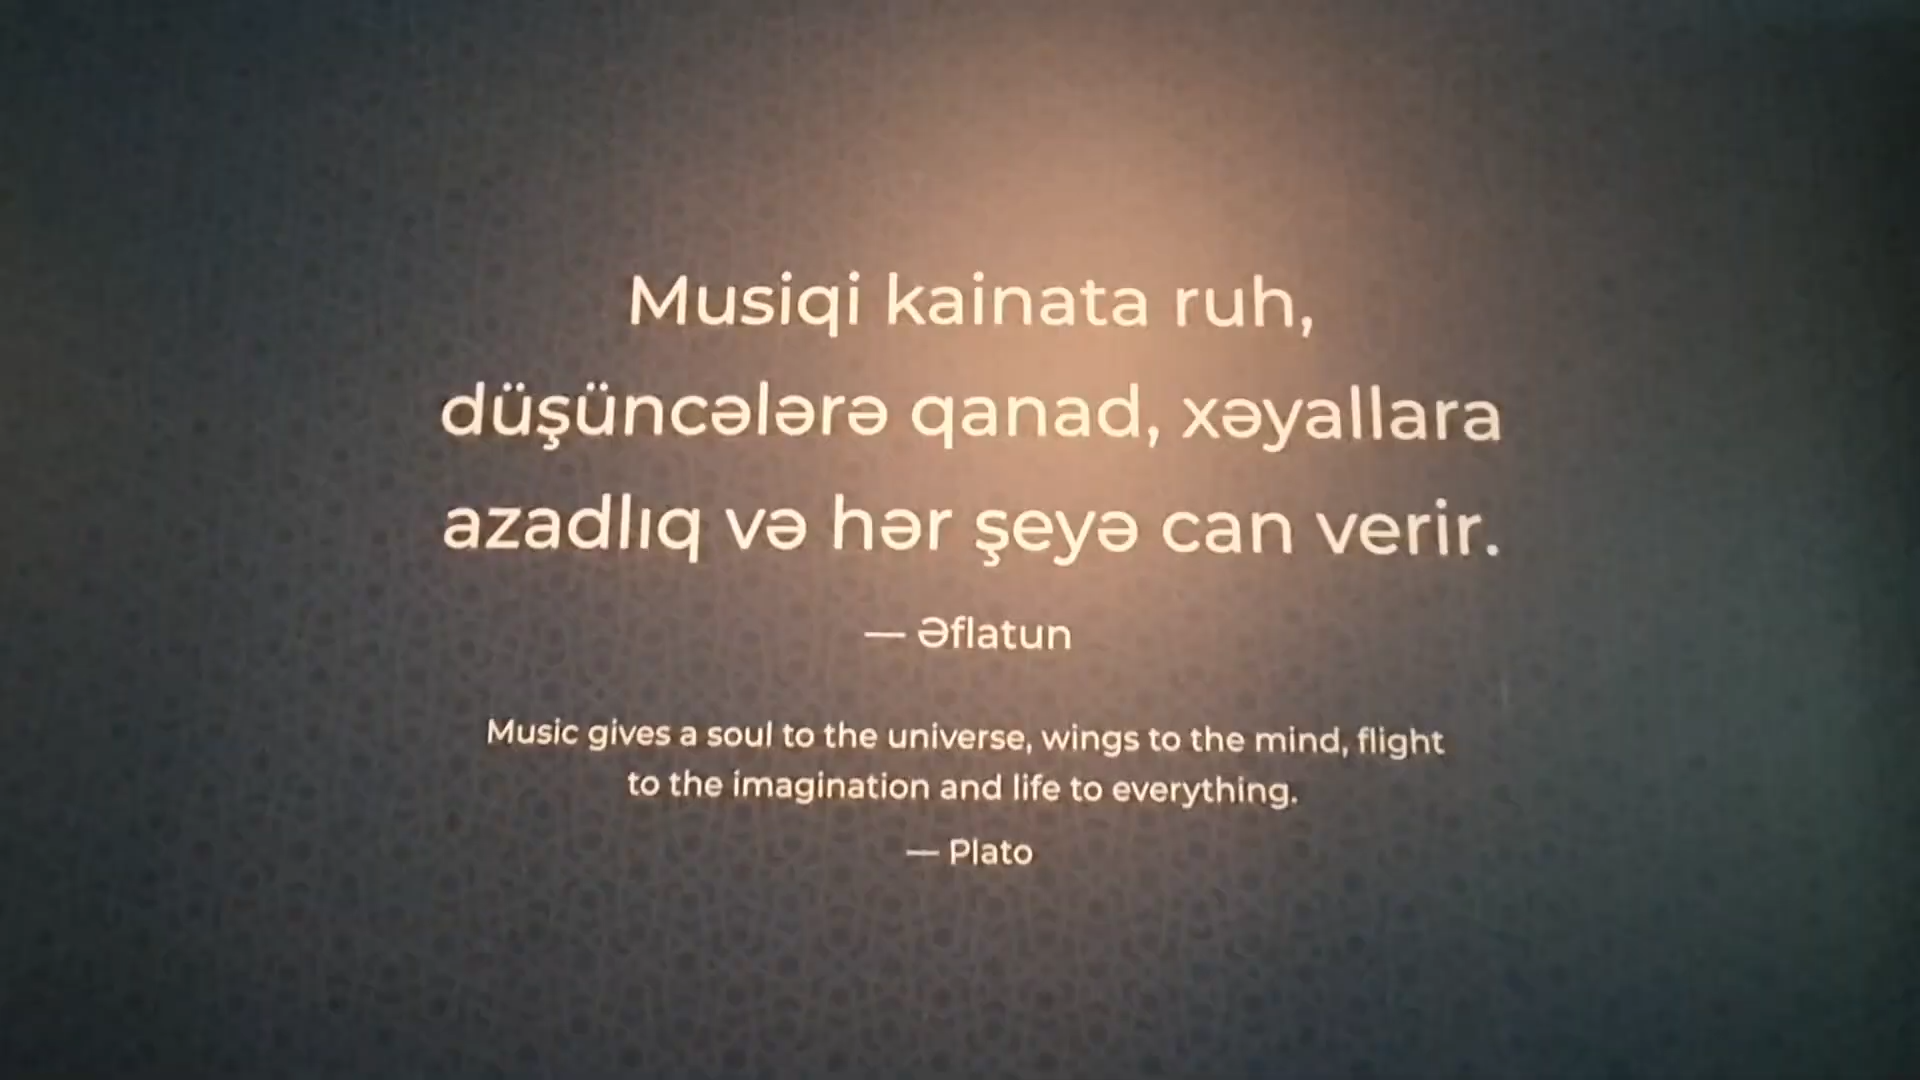 Musiqi kainata ruh,
düşüncələrə qanad, xəyallara
azadlıq və hər şeyə can verir.
— Əflatun
Music gives a soul to the universe, wings to the mind, flight
to the imagination and life to everything.
— Plato